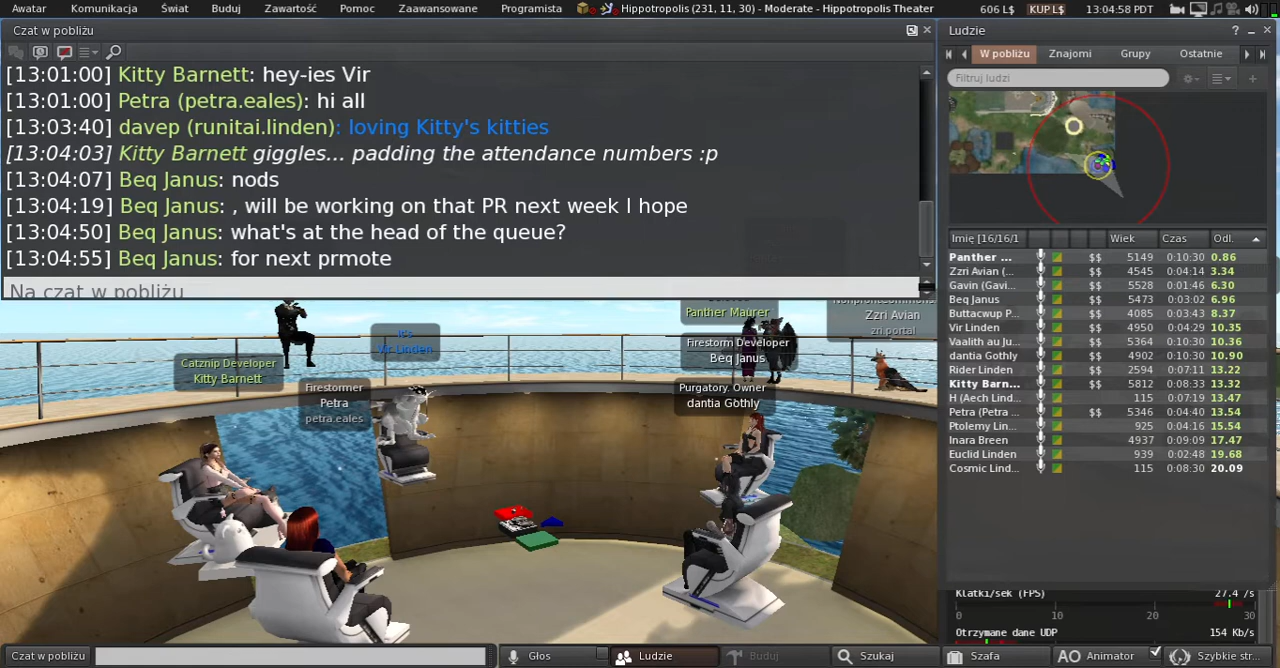 Awatar Komunikacja Świat Buduj Zawartość Pomoc Zaawansowane Programista Hippotropolis (231, 11, 30) - Moderate - Hippotropolis Theater 606 L$ KUP L$ 13:04:58 PDT
Czat w pobliżu
[13:01:00] Kitty Barnett: hey-ies Vir
[13:01:00] Petra (petra.eales): hi all
[13:03:40] davep (runitai.linden): loving Kitty's kitties
[13:04:03] Kitty Barnett giggles... padding the attendance numbers :p
[13:04:07] Beq Janus: nods
[13:04:19] Beq Janus: , will be working on that PR next week I hope
[13:04:50] Beq Janus: what's at the head of the queue?
[13:04:55] Beq Janus: for next prmote
Na czat w pobliżu
Panther Maurer
Zzri Avian
zri portal
It's
Vir Linden
Firestorm Developer
Beq Janus
Catznip Developer
Kitty Barnett
Firestormer
Petra
petra.eales
Purgatory. Owner
dantia Gothly
Ludzie
W pobliżu Znajomi Grupy Ostatnie
Filtruj ludzi
Imię [16/16/1 Wiek Czas Odl.
Panther ... $$ 5149 0:10:30 0.86
Zzri Avian (... $$ 4545 0:04:14 3.34
Gavin (Gavi... $$ 5528 0:01:46 6.30
Beq Janus $$ 5473 0:03:02 6.96
Buttacwup P... $$ 4085 0:02:43 8.37
Vir Linden $$ 4950 0:04:29 10.35
Vaalith au Ju... $$ 5364 0:10:30 10.36
dantia Gothly $$ 4902 0:10:30 10.90
Rider Linden $$ 2594 0:07:11 13.22
Kitty Barn... $$ 5812 0:08:33 13.32
H (Aech Lind... 115 0:07:19 13.47
Petra (Petra ... $$ 5346 0:04:40 13.54
Ptolemy Lin... 925 0:04:16 15.54
Inara Breen 4937 0:09:09 17.47
Euclid Linden 939 0:02:48 19.68
Cosmic Lind... 115 0:08:30 20.09
Klatki/sek (FPS) 27.4 /s
0 10 20 30
Otrzymane dane UDP 154 Kb/s
Czat w pobliżu Głos Ludzie Buduj Szukaj Szafa AO Animator Szybkie str...